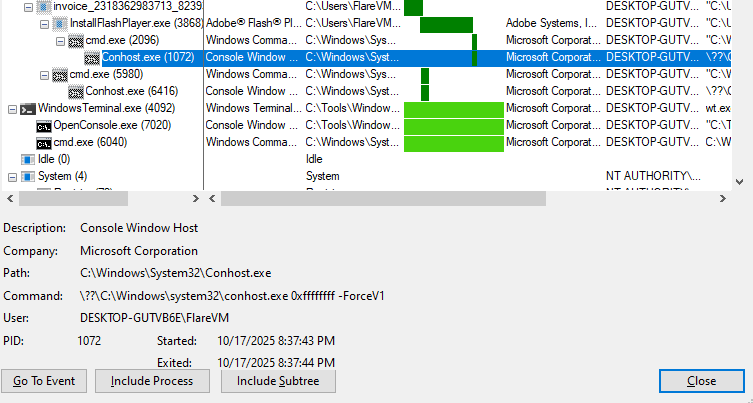 invoice_2318362983713_8239 C:\Users\FlareVM... DESKTOP-GUTV... "C:\U
InstallFlashPlayer.exe (3868) Adobe® Flash® Pl... C:\Users\FlareVM... Adobe Systems, I... DESKTOP-GUTV... "C:\U
cmd.exe (2096) Windows Comma... C:\Windows\Sys... Microsoft Corporat... DESKTOP-GUTV... "C:\W
Conhost.exe (1072) Console Window ... C:\Windows\Syst... Microsoft Corporat... DESKTOP-GUTV... \??\C:
cmd.exe (5980) Windows Comma... C:\Windows\Sys... Microsoft Corporat... DESKTOP-GUTV... "C:\W
Conhost.exe (6416) Console Window ... C:\Windows\Syst... Microsoft Corporat... DESKTOP-GUTV... \??\C:
WindowsTerminal.exe (4092) Windows Terminal... C:\Tools\Window... Microsoft Corporat... DESKTOP-GUTV... wt.ex
OpenConsole.exe (7020) Console Window ... C:\Tools\Window... Microsoft Corporat... DESKTOP-GUTV... "C:\T
cmd.exe (6040) Windows Comma... C:\Windows\Syst... Microsoft Corporat... DESKTOP-GUTV... C:\W
Idle (0) Idle
System (4) System NT AUTHORITY\...
Description: Console Window Host
Company: Microsoft Corporation
Path: C:\Windows\System32\Conhost.exe
Command: \??\C:\Windows\system32\conhost.exe 0xffffffff -ForceV1
User: DESKTOP-GUTVB6E\FlareVM
PID: 1072 Started: 10/17/2025 8:37:43 PM
Exited: 10/17/2025 8:37:44 PM
Go To Event Include Process Include Subtree Close